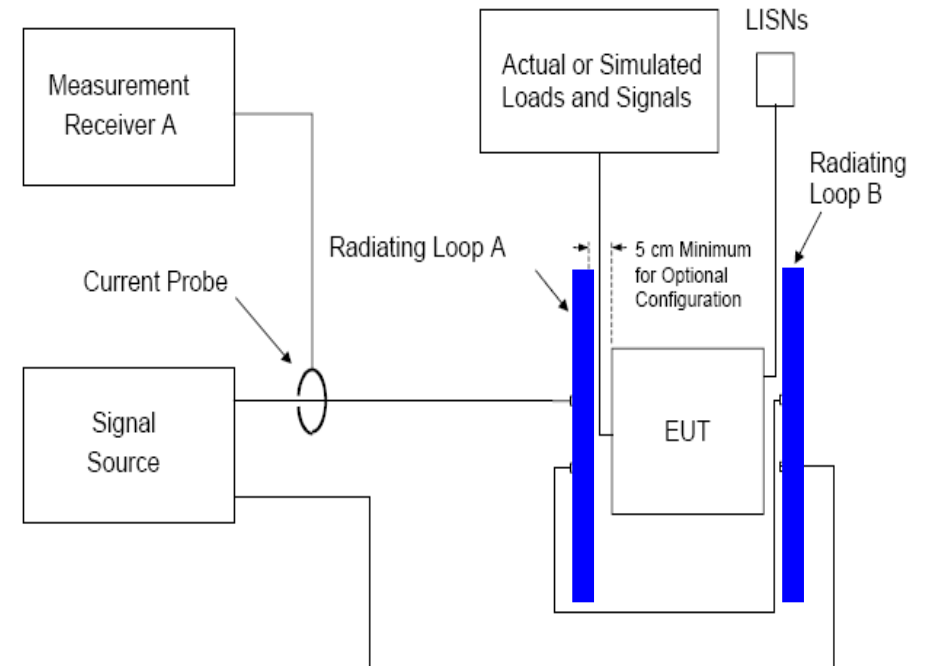 LISNs
Measurement
Receiver A
Actual or Simulated
Loads and Signals
Radiating
Loop B
Radiating Loop A
5 cm Minimum
for Optional
Configuration
Current Probe
Signal
Source
EUT